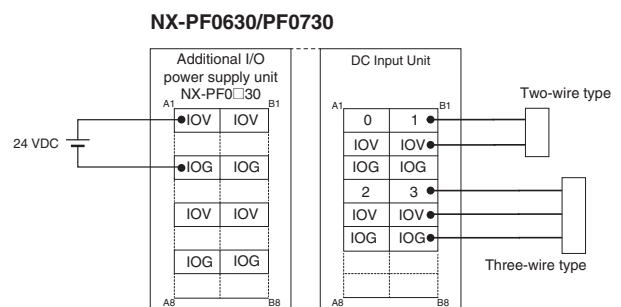 NX-PF0630/PF0730
Additional I/O
power supply unit
NX-PF0□30
DC Input Unit
A1 B1
A1 B1
Two-wire type
24 VDC
IOV IOV
IOG IOG
IOV IOV
IOG IOG
A8 B8
0 1
IOV IOV
IOG IOG
2 3
IOV IOV
IOG IOG
A8 B8
Three-wire type